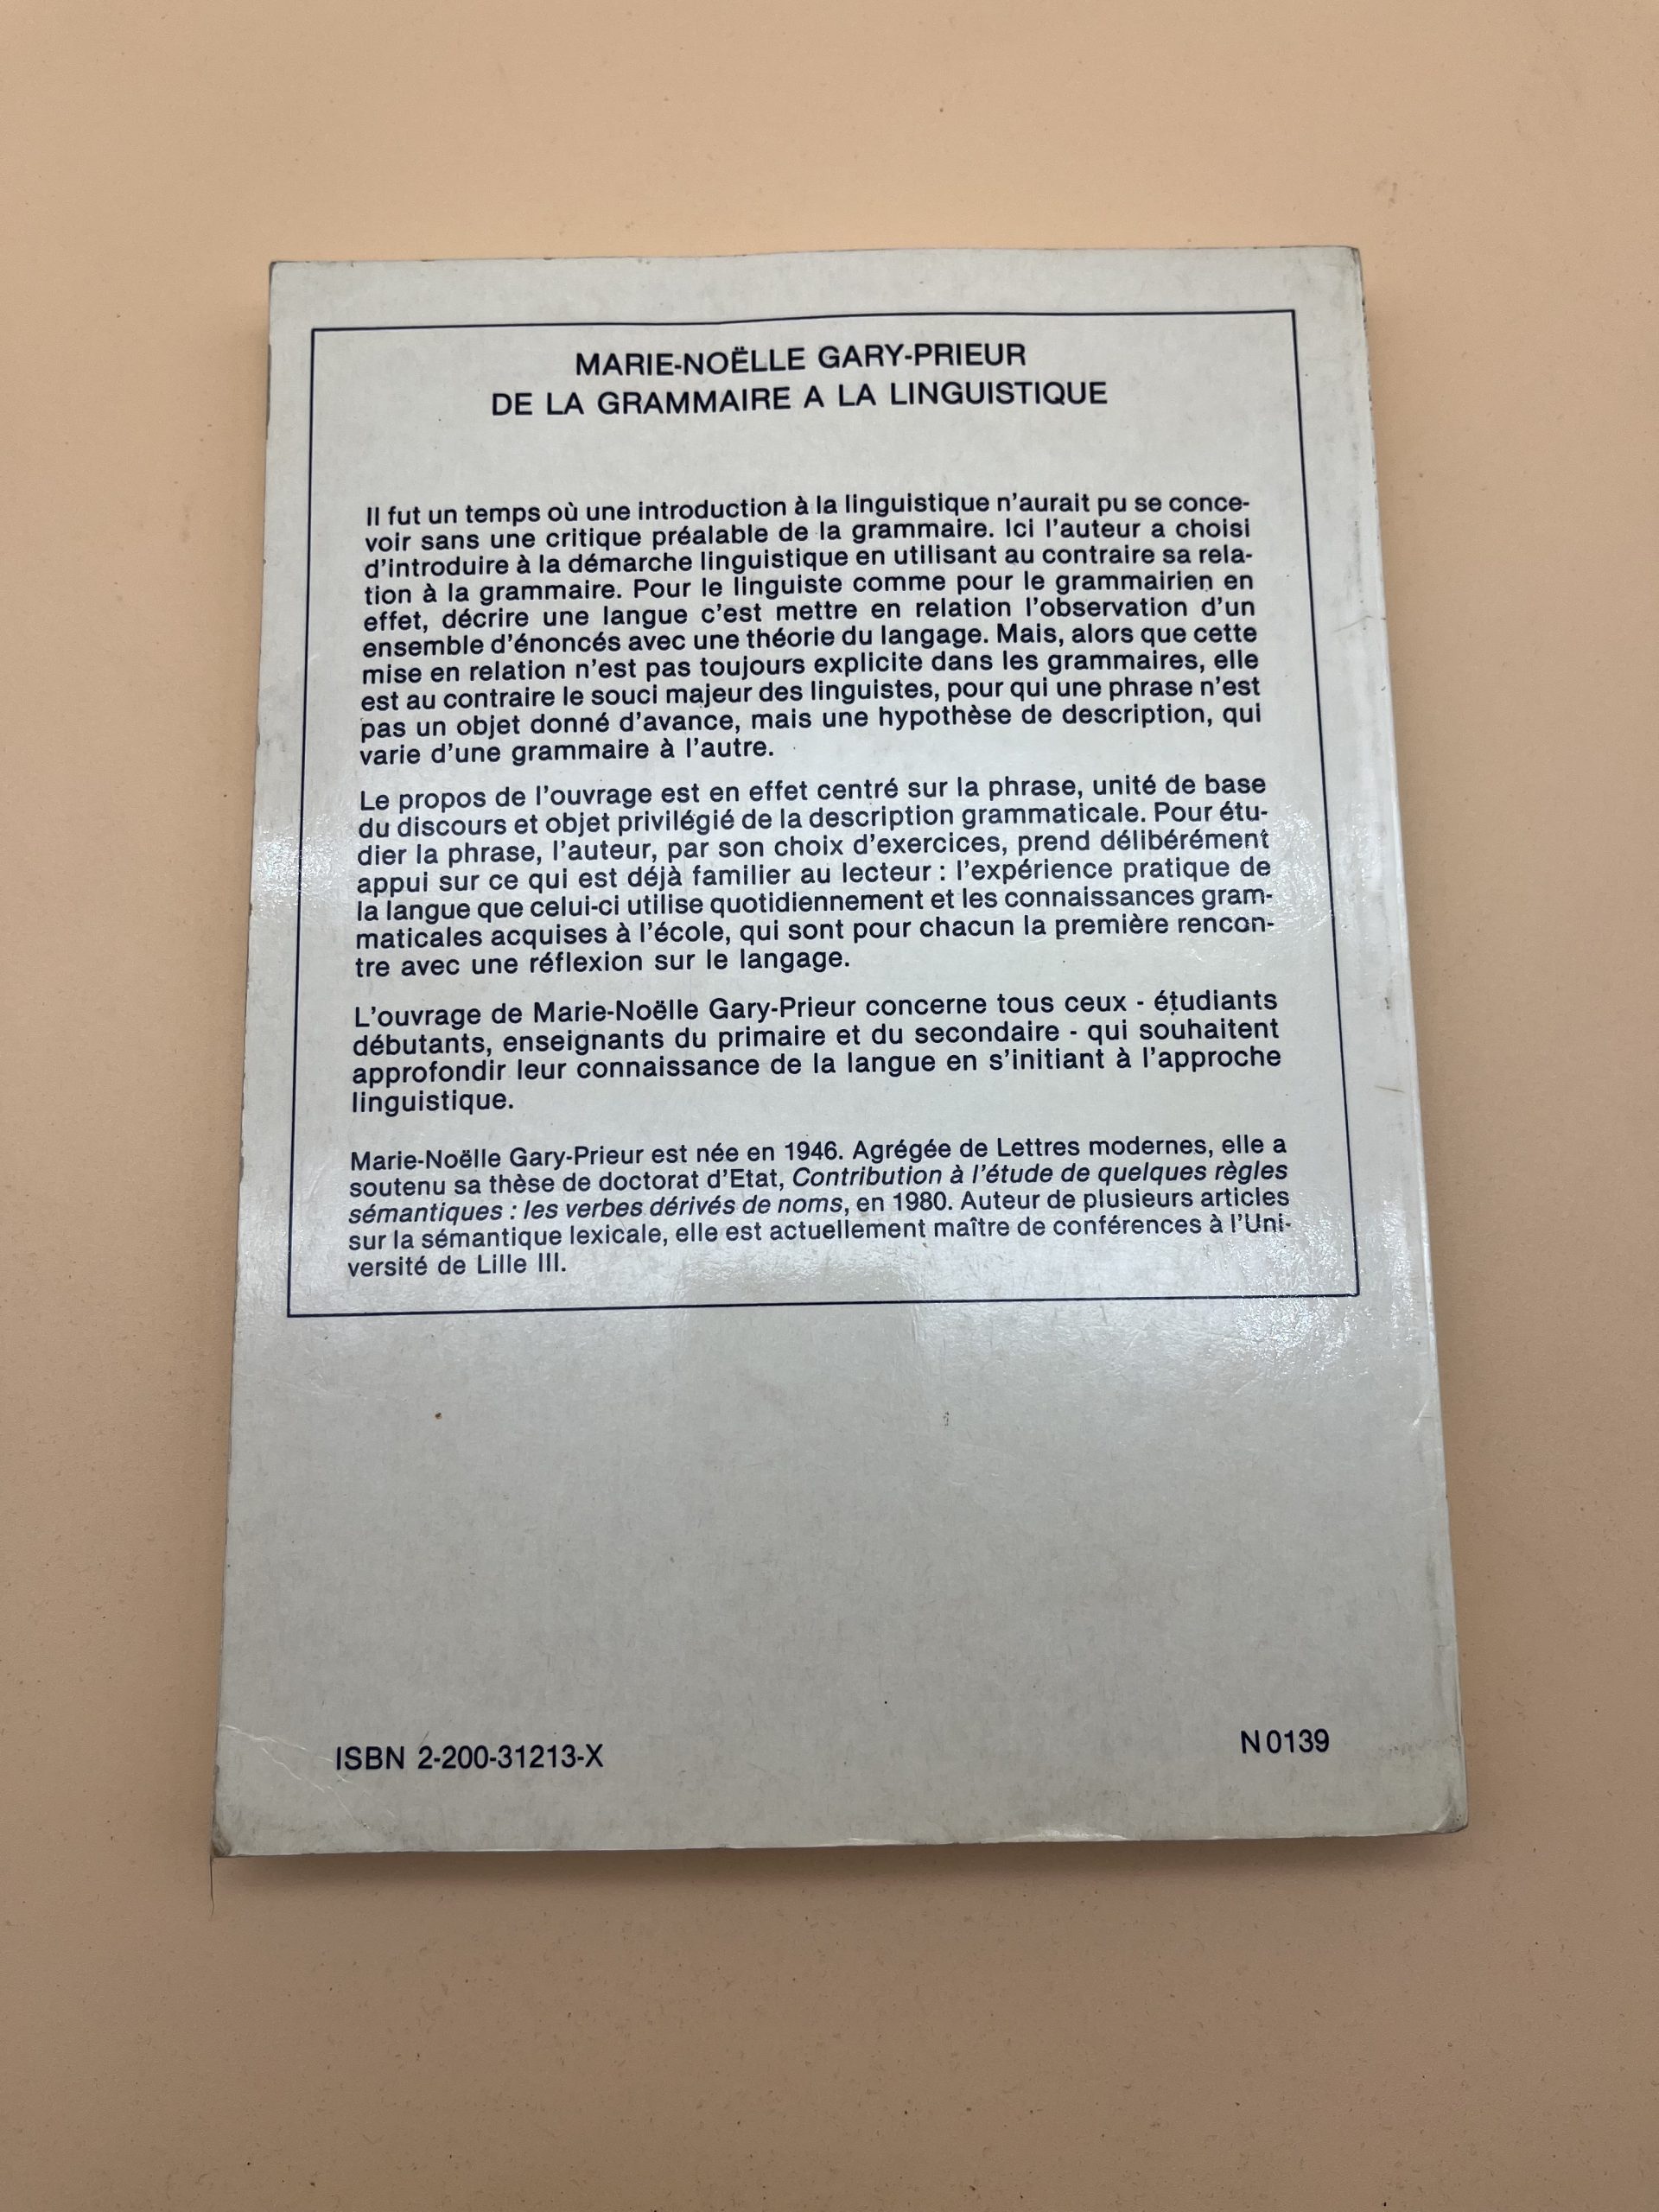 MARIE-NOËLLE GARY-PRIEUR
DE LA GRAMMAIRE A LA LINGUISTIQUE
Il fut un temps où une introduction à la linguistique n'aurait pu se conce-
voir sans une critique préalable de la grammaire. Ici l'auteur a choisi
d'introduire à la démarche linguistique en utilisant au contraire sa rela-
tion à la grammaire. Pour le linguiste comme pour le grammairien en
effet, décrire une langue c'est mettre en relation l'observation d'un
ensemble d'énoncés avec une théorie du langage. Mais, alors que cette
mise en relation n'est pas toujours explicite dans les grammaires, elle
est au contraire le souci majeur des linguistes, pour qui une phrase n'est
pas un objet donné d'avance, mais une hypothèse de description, qui
varie d'une grammaire à l'autre.
Le propos de l'ouvrage est en effet centré sur la phrase, unité de base
du discours et objet privilégié de la description grammaticale. Pour étu-
dier la phrase, l'auteur, par son choix d'exercices, prend délibérément
appui sur ce qui est déjà familier au lecteur : l'expérience pratique de
la langue que celui-ci utilise quotidiennement et les connaissances gram-
maticales acquises à l'école, qui sont pour chacun la première rencon-
tre avec une réflexion sur le langage.
L'ouvrage de Marie-Noëlle Gary-Prieur concerne tous ceux - étudiants
débutants, enseignants du primaire et du secondaire - qui souhaitent
approfondir leur connaissance de la langue en s'initiant à l'approche
linguistique.
Marie-Noëlle Gary-Prieur est née en 1946. Agrégée de Lettres modernes, elle a
soutenu sa thèse de doctorat d'Etat, Contribution à l'étude de quelques règles
sémantiques : les verbes dérivés de noms, en 1980. Auteur de plusieurs articles
sur la sémantique lexicale, elle est actuellement maître de conférences à l'Uni-
versité de Lille III.
ISBN 2-200-31213-X
N 0139